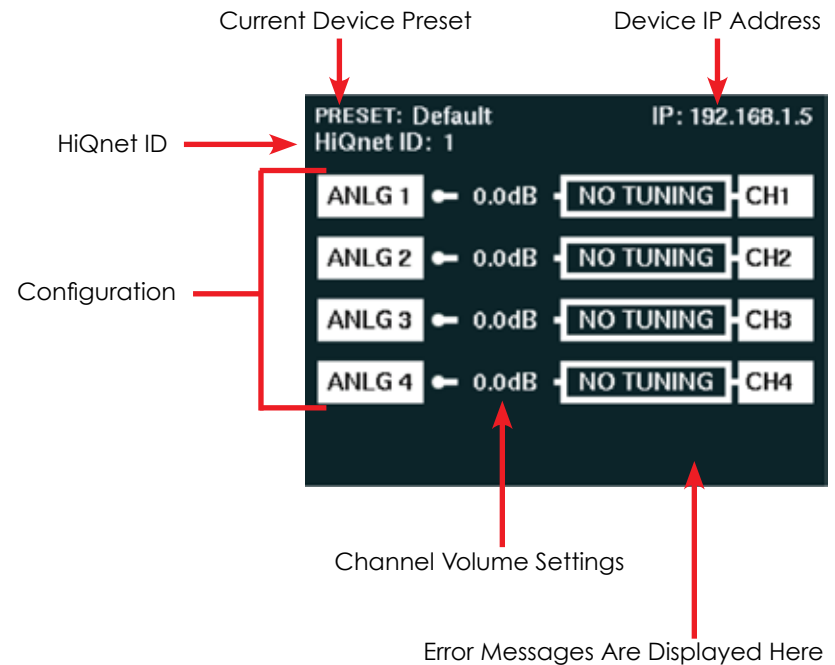 Current Device Preset
Device IP Address
PRESET: Default
IP: 192.168.1.5
HiQnet ID
HiQnet ID: 1
ANLG 1 0.0dB NO TUNING CH1
ANLG 2 0.0dB NO TUNING CH2
Configuration
ANLG 3 0.0dB NO TUNING CH3
ANLG 4 0.0dB NO TUNING CH4
Channel Volume Settings
Error Messages Are Displayed Here